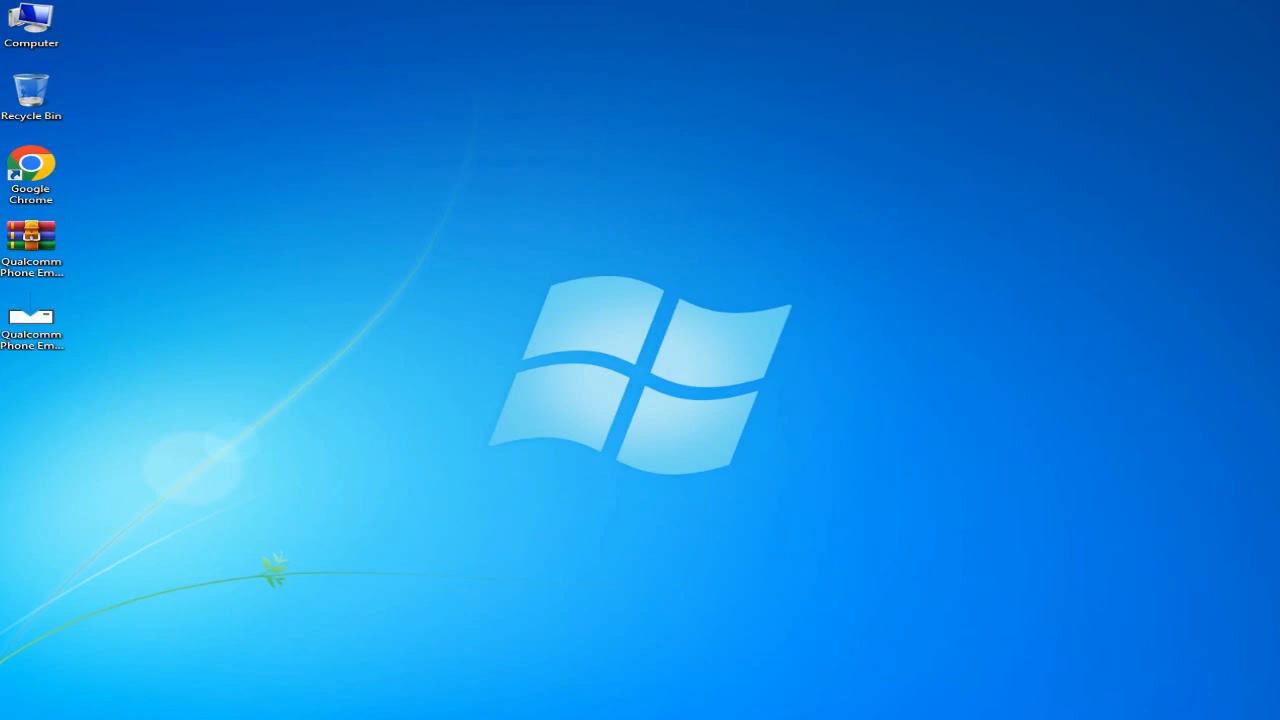 Computer
Recycle Bin
Google
Chrome
Qualcomm
Phone Em...
Qualcomm
Phone Em...